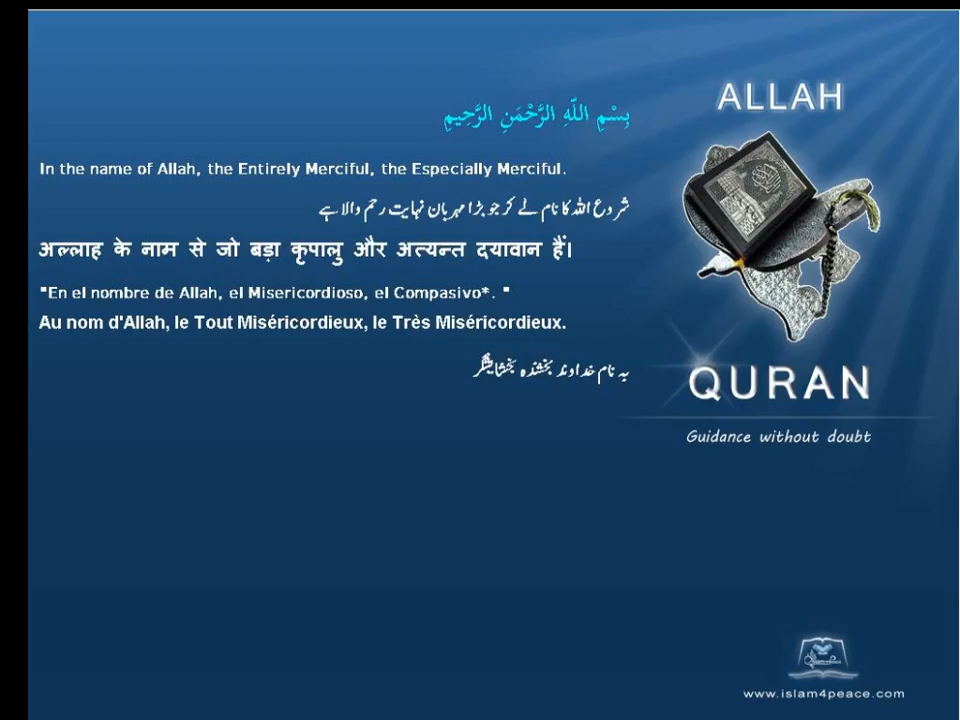 بِسْمِ اللَّهِ الرَّحْمَنِ الرَّحِيمِ
In the name of Allah, the Entirely Merciful, the Especially Merciful.
شروع الله کا نام لے کر جو بڑا مہربان نہایت رحم والا ہے
अल्लाह के नाम से जो बड़ा कृपालु और अत्यन्त दयावान हैं।
"En el nombre de Allah, el Misericordioso, el Compasivo*. "
Au nom d'Allah, le Tout Miséricordieux, le Très Miséricordieux.
به نام خداوند بخشنده بخشایشگر
ALLAH
QURAN
Guidance without doubt
www.islam4peace.com